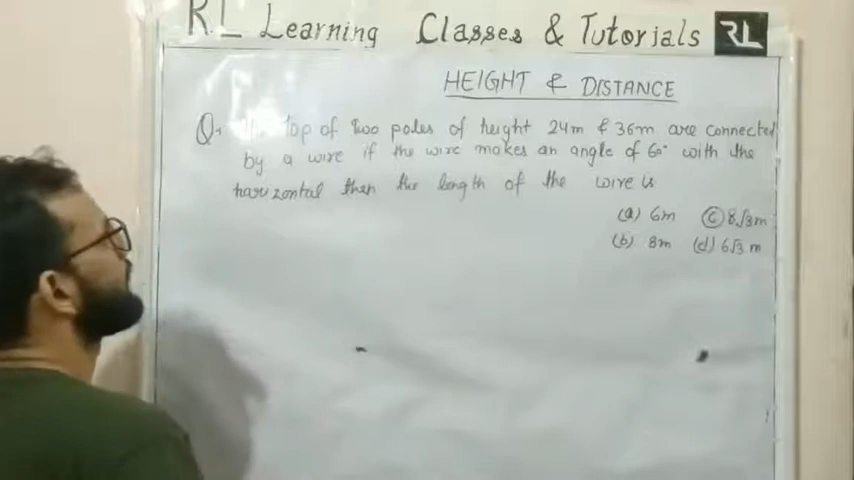 RL Learning Classes & Tutorials RL
HEIGHT & DISTANCE
Q. The Top of two poles of height 24m & 36m are connected
by a wire if the wire makes an angle of 60° with the
horizontal then the length of the wire is
(a) 6m (c) 8√3m
(b) 8m (d) 6√3 m